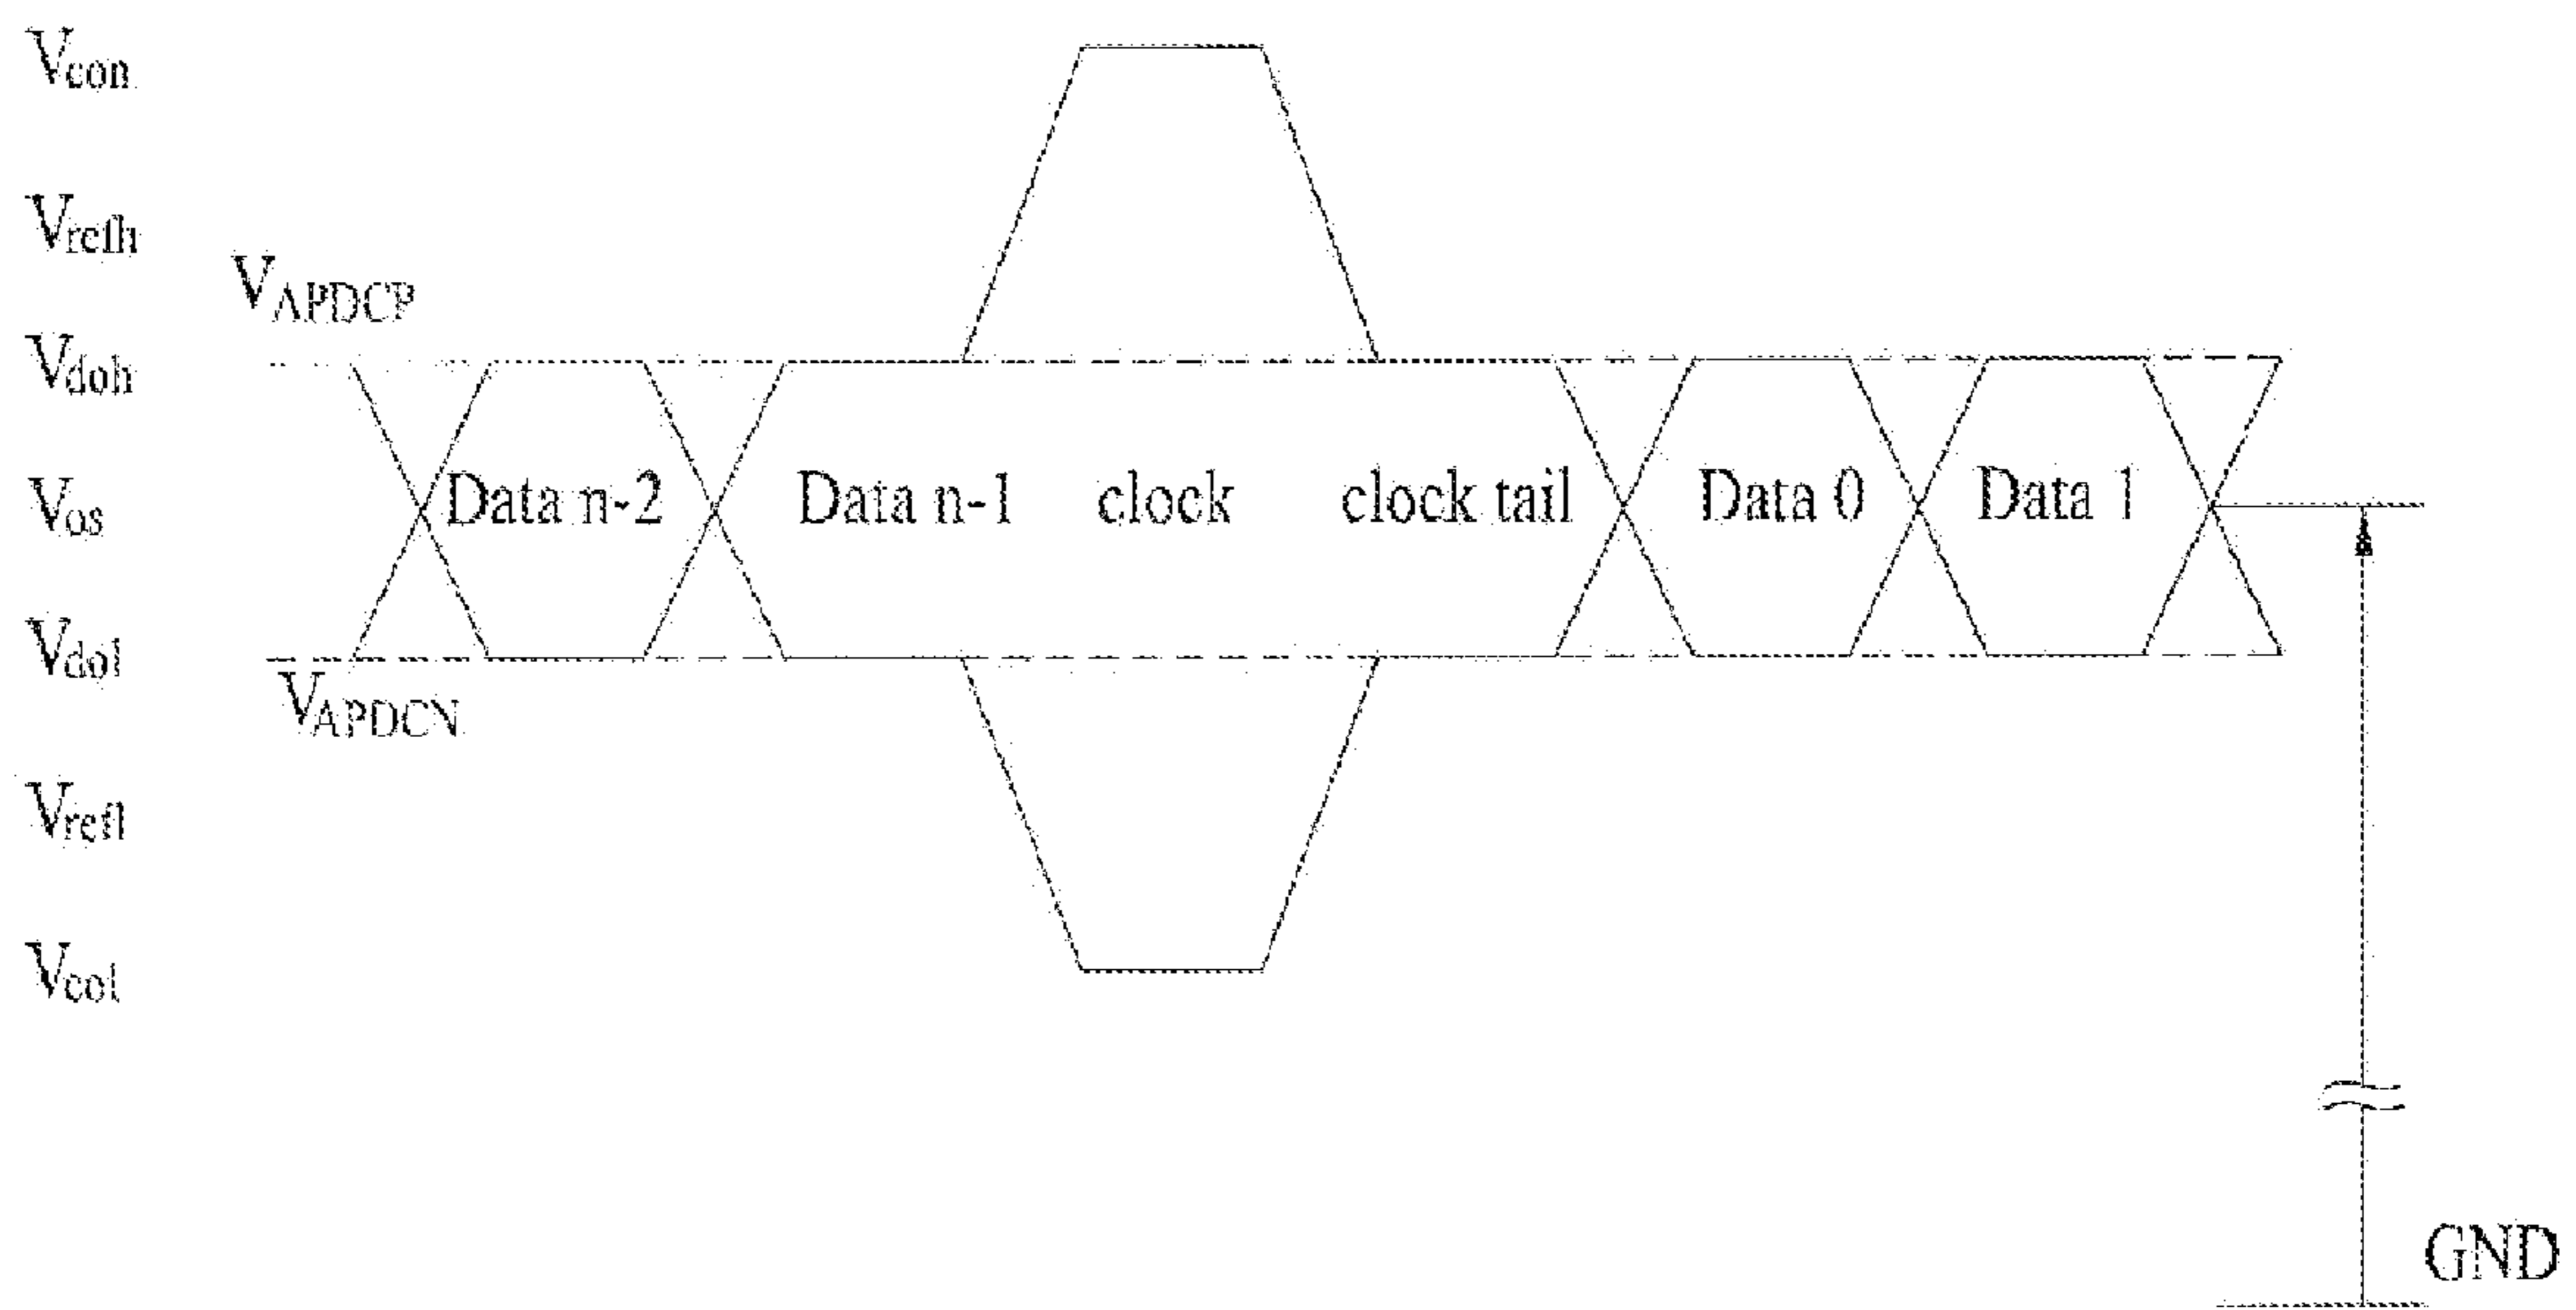 Vcon
Vrefh
VAPDCP
Vdoh
Vos
Data n-2 Data n-1 clock clock tail Data 0 Data 1
Vdol
VAPDCN
Vrefl
Vcol
GND